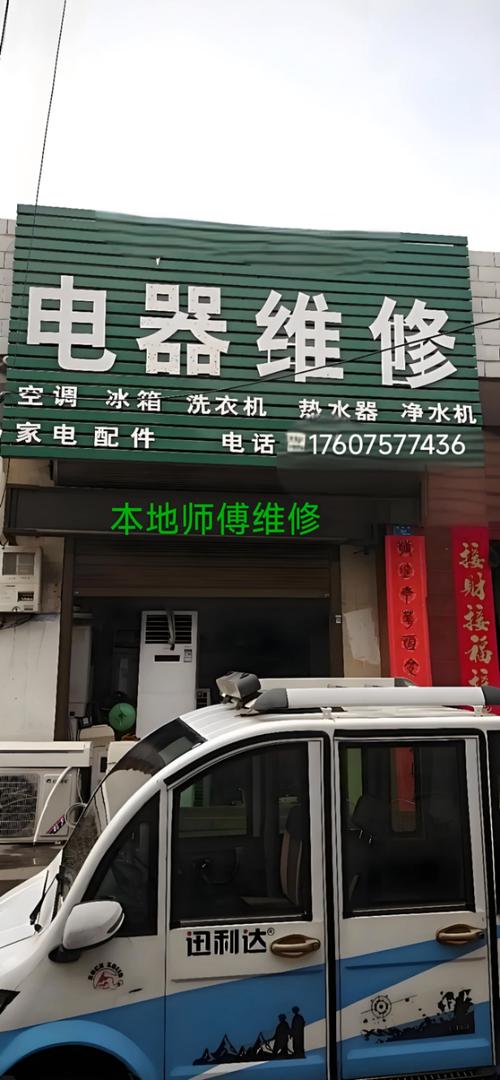 电器维修
空调 冰箱 洗衣机 热水器 净水机
家电配件 电话 17607577436
本地师傅维修
接财接福
迅利达®